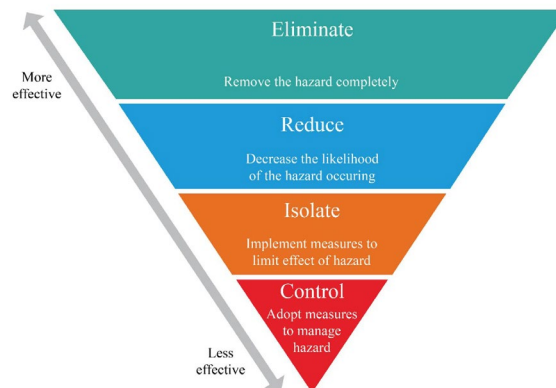 Eliminate
Remove the hazard completely
More
effective
Reduce
Decrease the likelihood
of the hazard occuring
Isolate
Implement measures to
limit effect of hazard
Control
Adopt measures
to manage
hazard
Less
effective